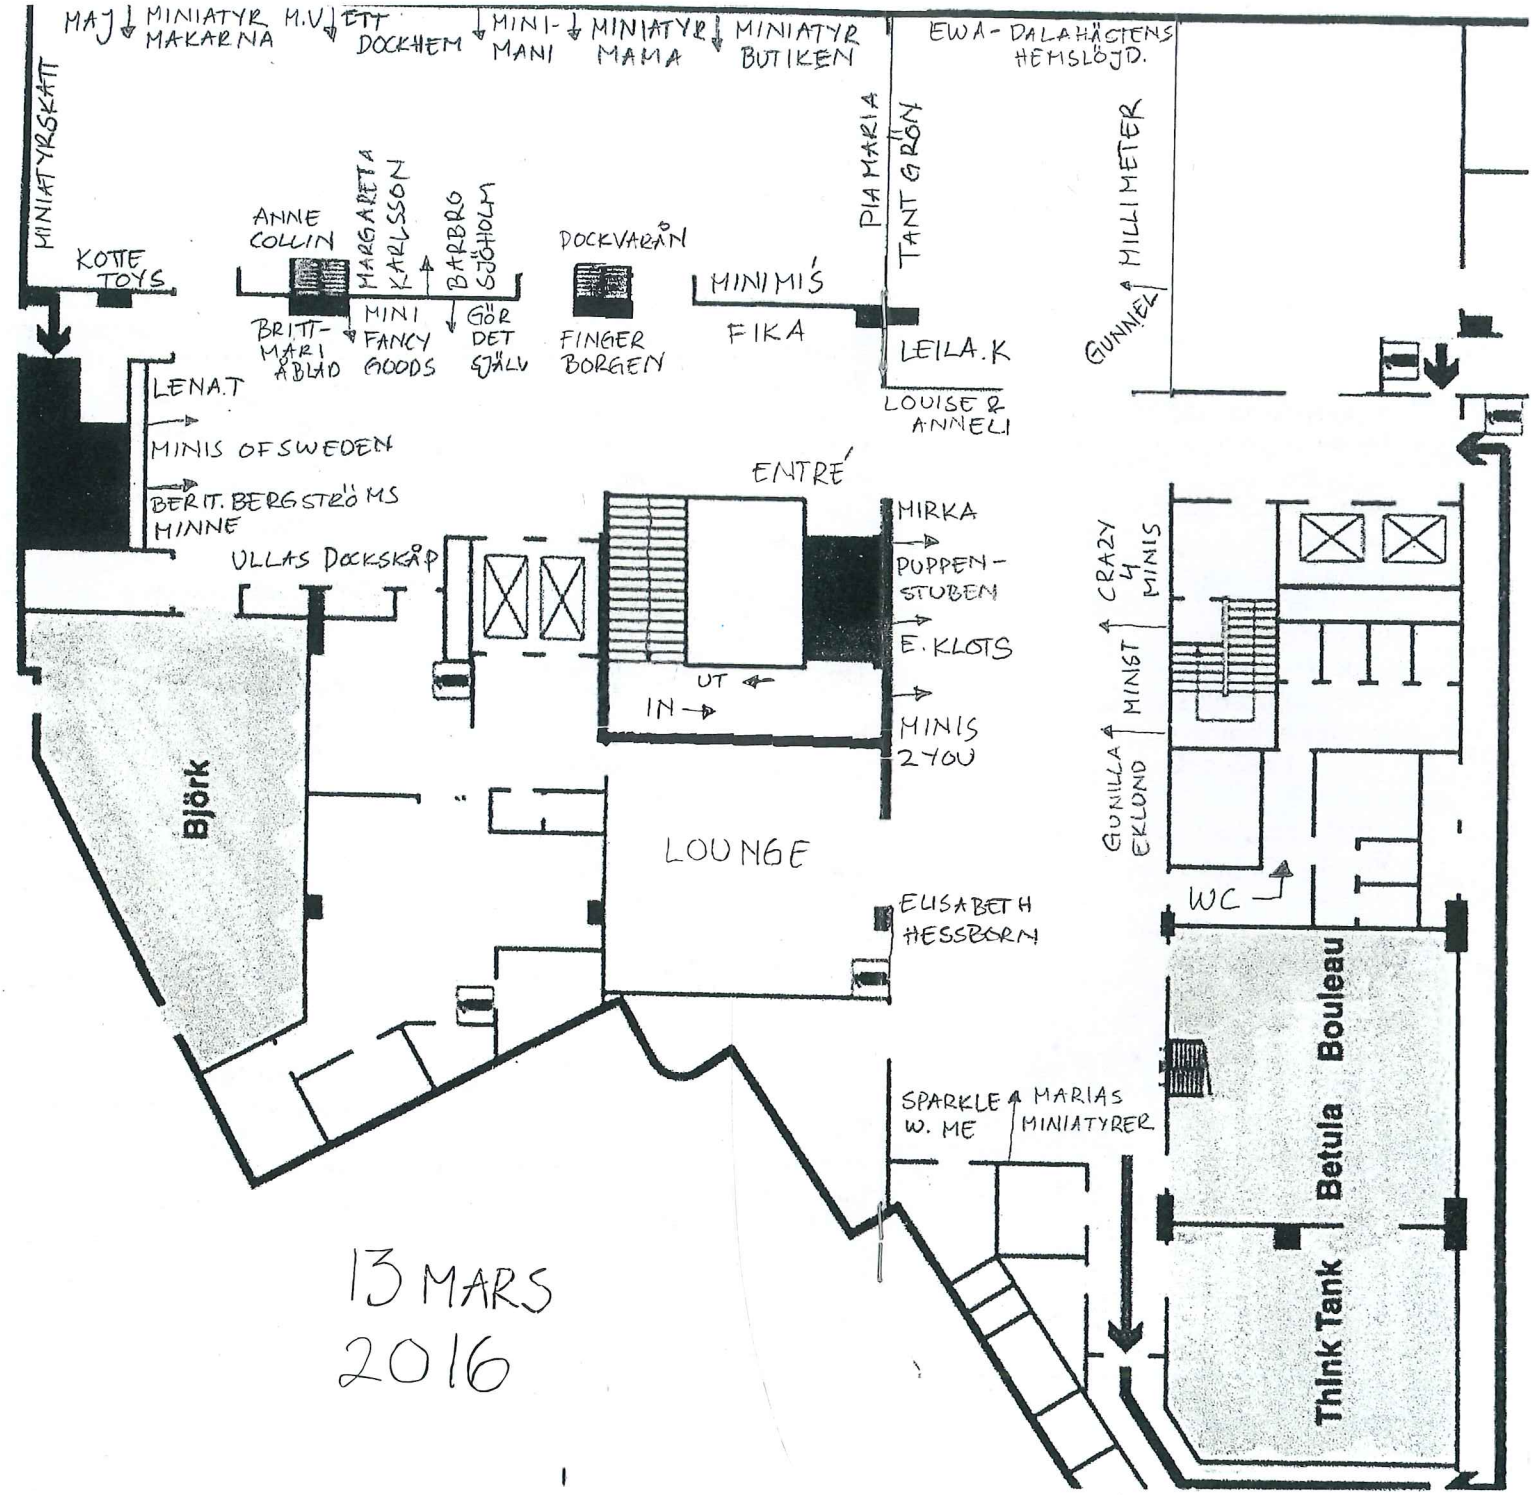 MAJ
MINIATYR
MAKARNA
M.V
ETT
DOCKHEM
MINI-
MANI
MINIATYR
MAMA
MINIATYR
BUTIKEN
EWA-DALAHÄSTENS
HEMSLÖJD.
MINIATYRSKATT
PIA MARIA
TANT GRÖN
MILLIMETER
GUNNIEL
KOTTE
TOYS
ANNE
COLLIN
MARGARETA
KARLSSON
BARBRO
SJÖHOLM
DOCKVARÅN
MINIMI'S
BRITT-
MARI
ÅBLAD
MINI
FANCY
GOODS
GÖR
DET
SJÄLV
FINGER
BORGEN
FIKA
LEILA.K
LOUISE &
ANNELI
LENA.T
MINIS OF SWEDEN
BERIT.BERGSTRÖMS
MINNE
ULLAS DOCKSKÅP
ENTRÉ
MIRKA
PUPPEN-
STUBEN
E.KLOTS
MINIS
2YOU
CRAZY
4
MINIS
MINST
GUNILLA
EKLUND
UT
IN
Björk
LOUNGE
ELISABETH
HESSBORN
WC
Bouleau
Betula
Think Tank
SPARKLE
W. ME
MARIAS
MINIATYRER
13 MARS
2016